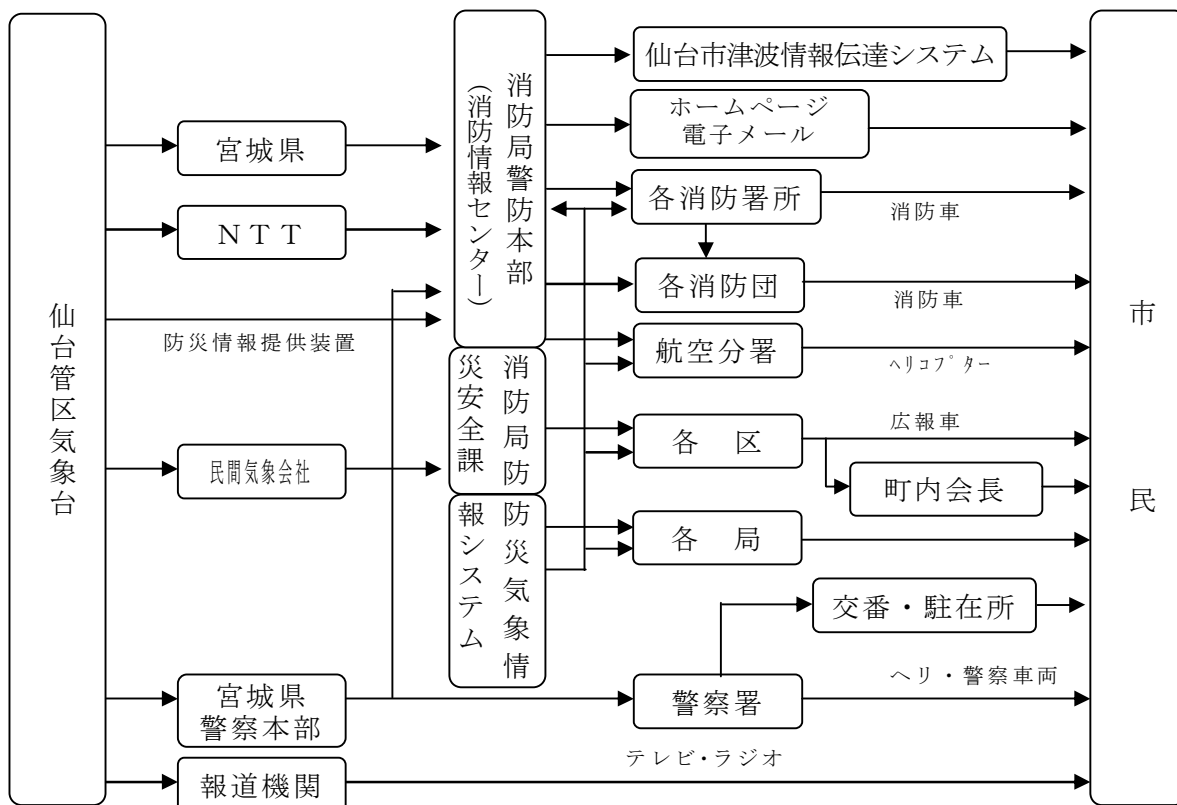 仙台管区気象台
宮城県
ＮＴＴ
防災情報提供装置
民間気象会社
宮城県
警察本部
報道機関
消防局警防本部
(消防情報センター)
消防局防
災安全課
防災気象情
報システム
仙台市津波情報伝達システム
ホームページ
電子メール
各消防署所
消防車
各消防団
消防車
航空分署
ﾍﾘｺﾌﾟﾀー
各　区
広報車
町内会長
各　局
交番・駐在所
警察署
ヘリ・警察車両
テレビ・ラジオ
市民